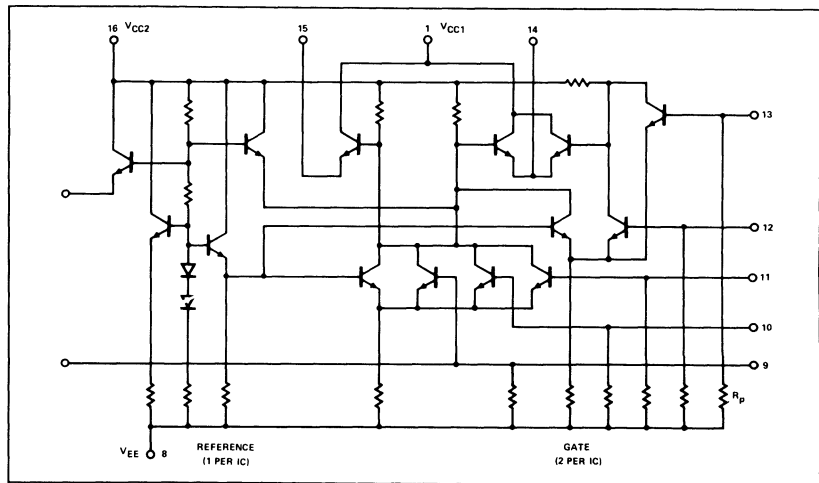 16 VCC2
15
1 VCC1
14
13
12
11
10
9
Rp
VEE 8
REFERENCE
(1 PER IC)
GATE
(2 PER IC)